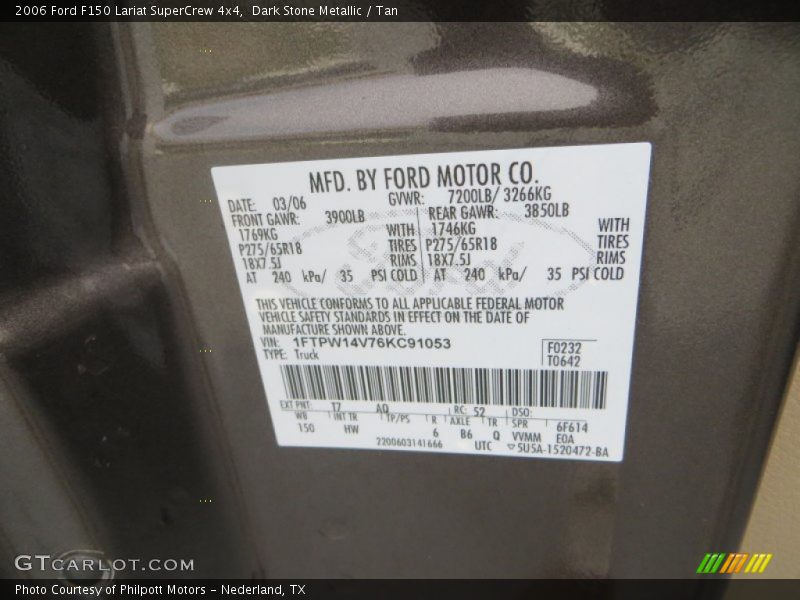 2006 Ford F150 Lariat SuperCrew 4x4, Dark Stone Metallic / Tan
MFD. BY FORD MOTOR CO.
DATE: 03/06 GVWR: 7200LB/ 3266KG
FRONT GAWR: 3900LB REAR GAWR: 3850LB
1769KG WITH 1746KG WITH
P275/65R18 TIRES P275/65R18 TIRES
18X7.5J RIMS 18X7.5J RIMS
AT 240 kPa/ 35 PSI COLD AT 240 kPa/ 35 PSI COLD
THIS VEHICLE CONFORMS TO ALL APPLICABLE FEDERAL MOTOR
VEHICLE SAFETY STANDARDS IN EFFECT ON THE DATE OF
MANUFACTURE SHOWN ABOVE.
VIN: 1FTPW14V76KC91053 F0232
TYPE: Truck T0642
EXT PNT: T7 AQ RC: 52 DSO:
WB INT TR TP/PS R AXLE TR SPR 6F614
150 HW 6 B6 Q VVMM EOA
2200603141666 UTC ▽5U5A-1520472-BA
GTCARLOT.COM
Photo Courtesy of Philpott Motors – Nederland, TX